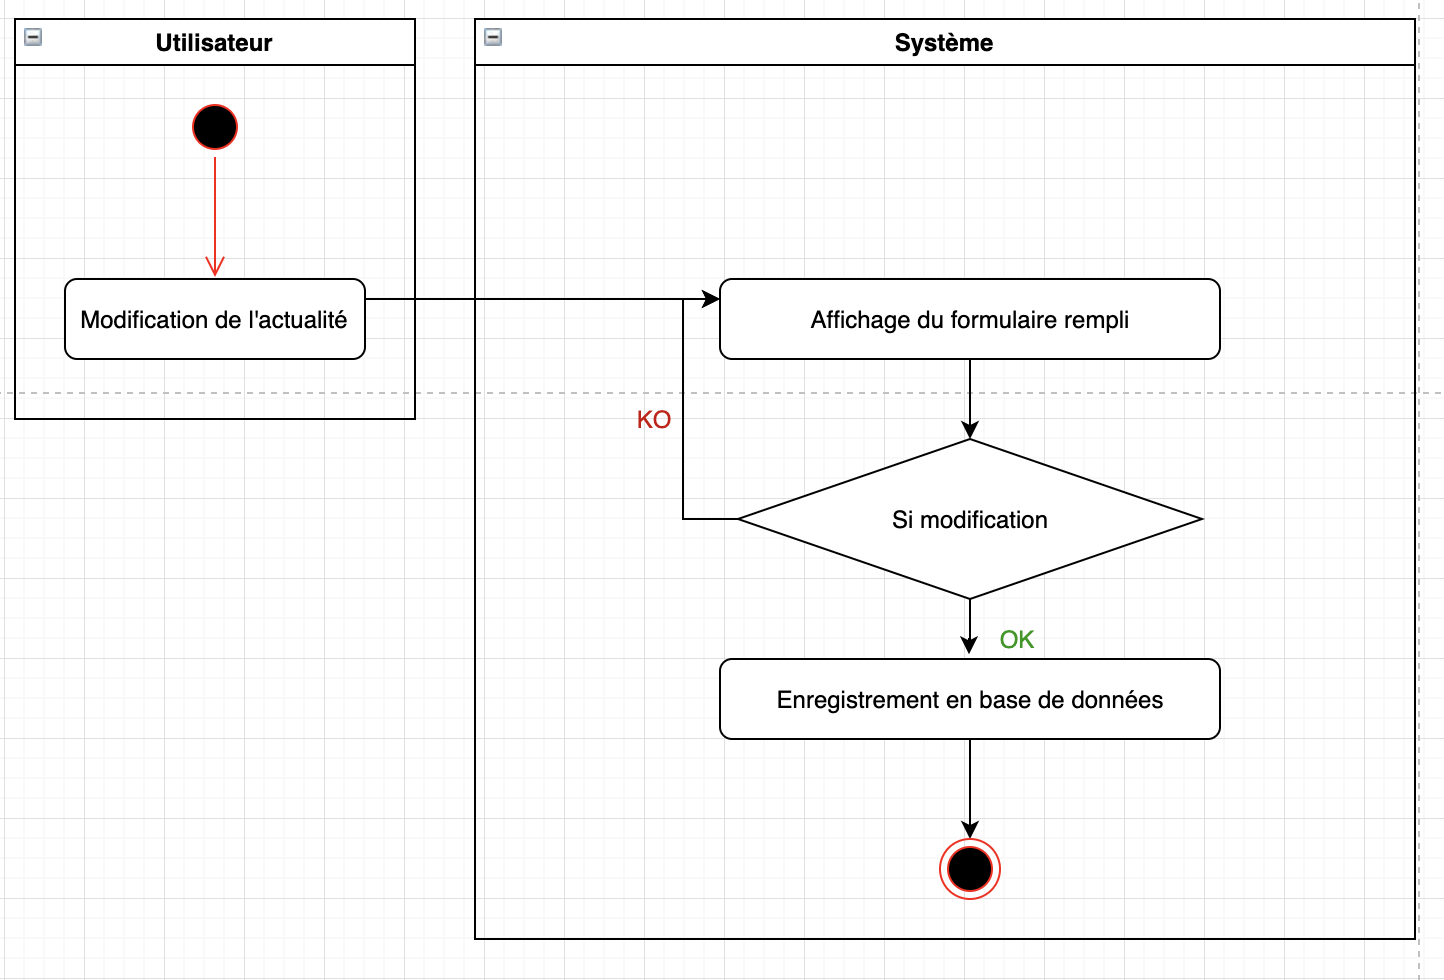 Utilisateur
Système
Modification de l'actualité
Affichage du formulaire rempli
KO
Si modification
OK
Enregistrement en base de données